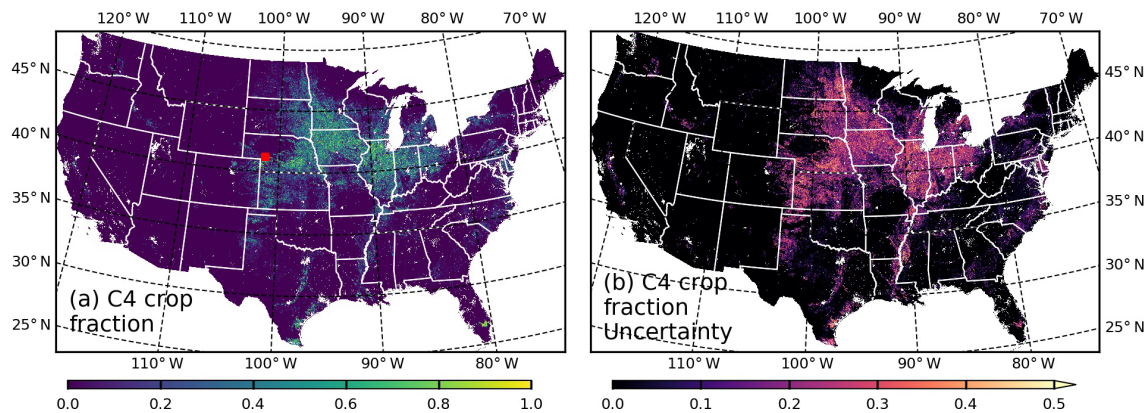 120° W 110° W 100° W 90° W 80° W 70° W
120° W 110° W 100° W 90° W 80° W 70° W
45° N
40° N
35° N
30° N
25° N
(a) C4 crop
fraction
(b) C4 crop
fraction
Uncertainty
45° N
40° N
35° N
30° N
25° N
110° W 100° W 90° W 80° W
110° W 100° W 90° W 80° W
0.0 0.2 0.4 0.6 0.8 1.0
0.0 0.1 0.2 0.3 0.4 0.5